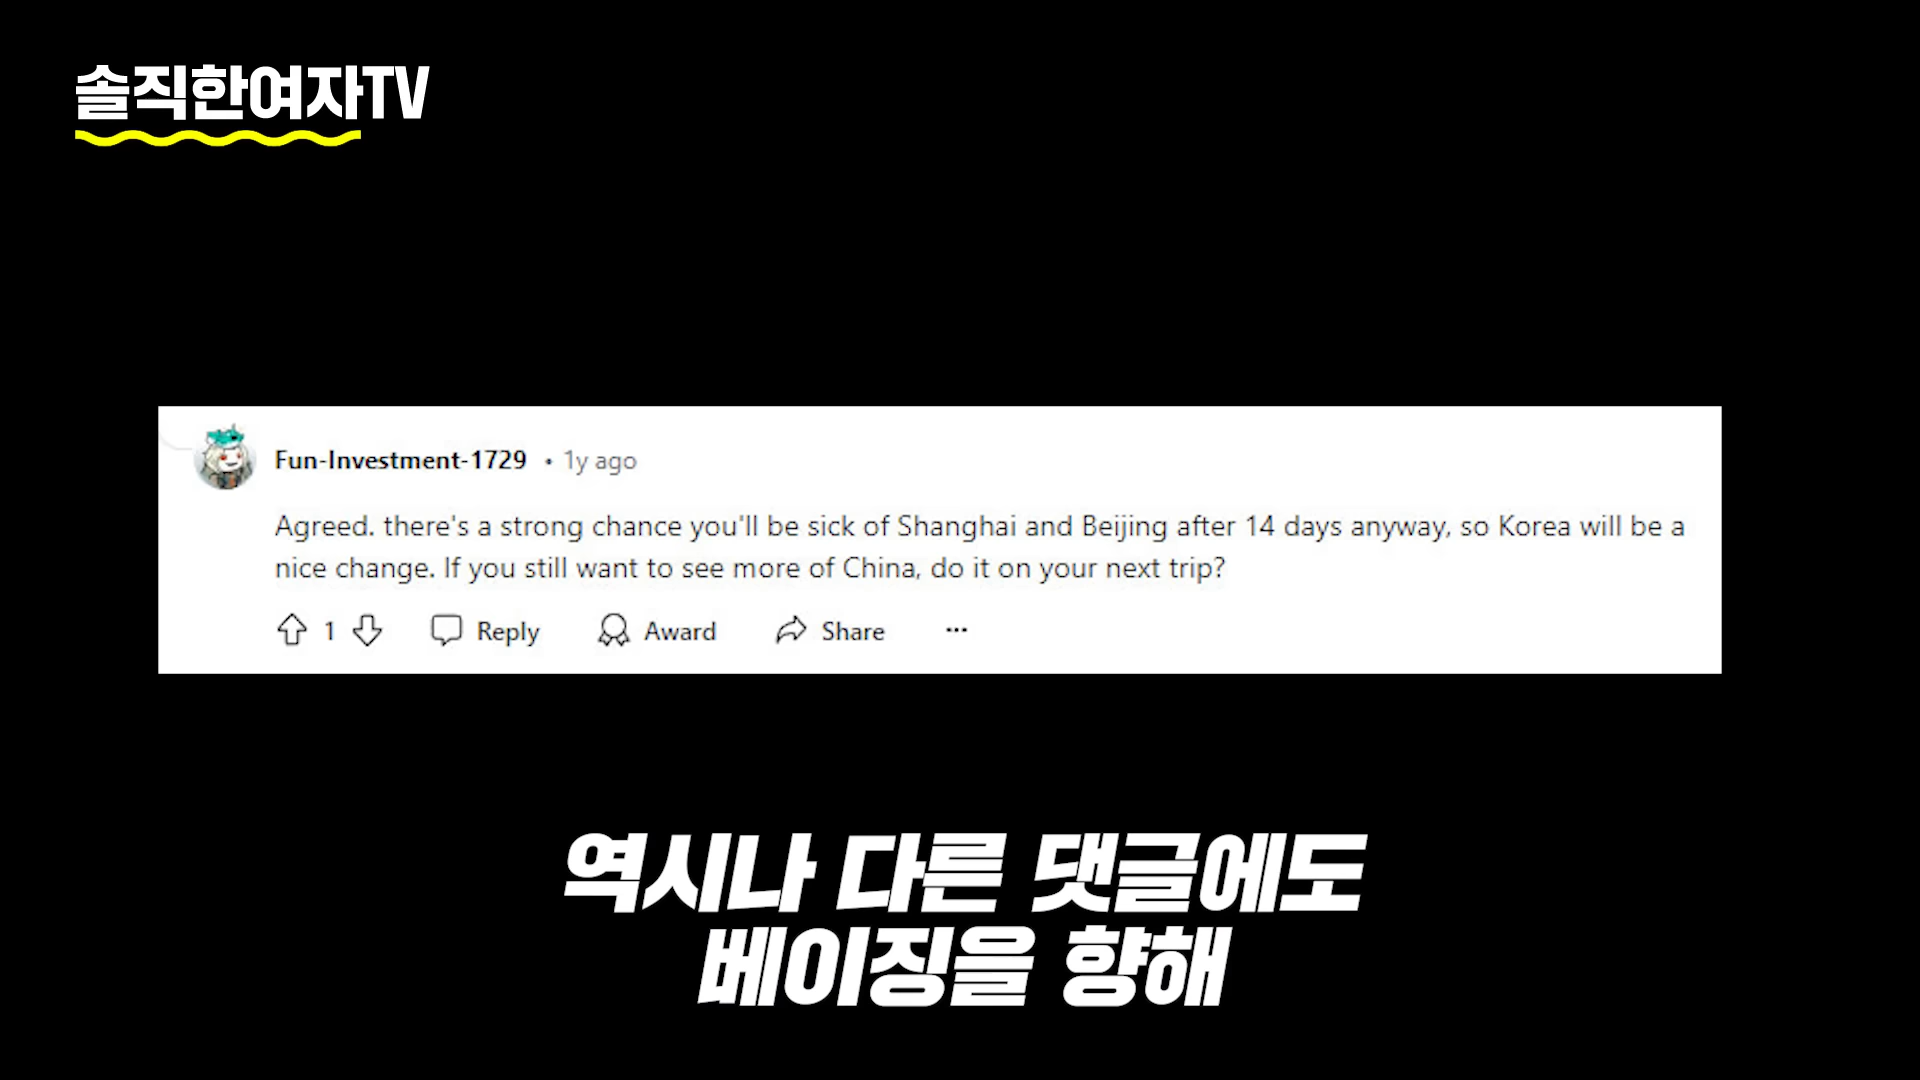 솔직한여자TV
Fun-Investment-1729 • 1y ago
Agreed. there's a strong chance you'll be sick of Shanghai and Beijing after 14 days anyway, so Korea will be a
nice change. If you still want to see more of China, do it on your next trip?
1 Reply Award Share ...
역시나 다른 댓글에도
베이징을 향해